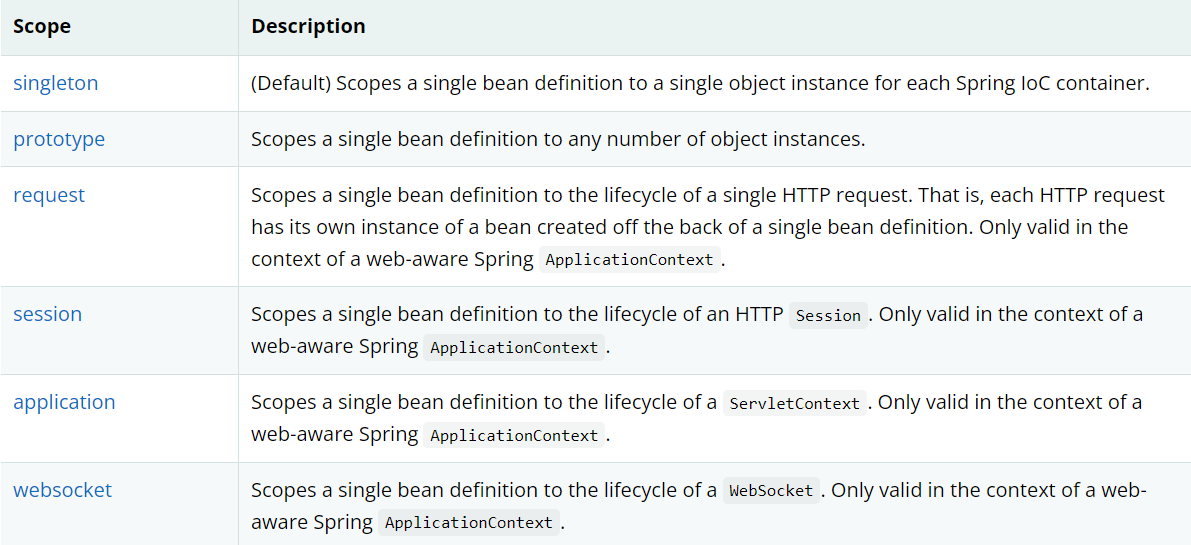 Scope Description
singleton (Default) Scopes a single bean definition to a single object instance for each Spring IoC container.
prototype Scopes a single bean definition to any number of object instances.
request Scopes a single bean definition to the lifecycle of a single HTTP request. That is, each HTTP request
has its own instance of a bean created off the back of a single bean definition. Only valid in the
context of a web-aware Spring ApplicationContext.
session Scopes a single bean definition to the lifecycle of an HTTP Session. Only valid in the context of a
web-aware Spring ApplicationContext.
application Scopes a single bean definition to the lifecycle of a ServletContext. Only valid in the context of a
web-aware Spring ApplicationContext.
websocket Scopes a single bean definition to the lifecycle of a WebSocket. Only valid in the context of a web-
aware Spring ApplicationContext.